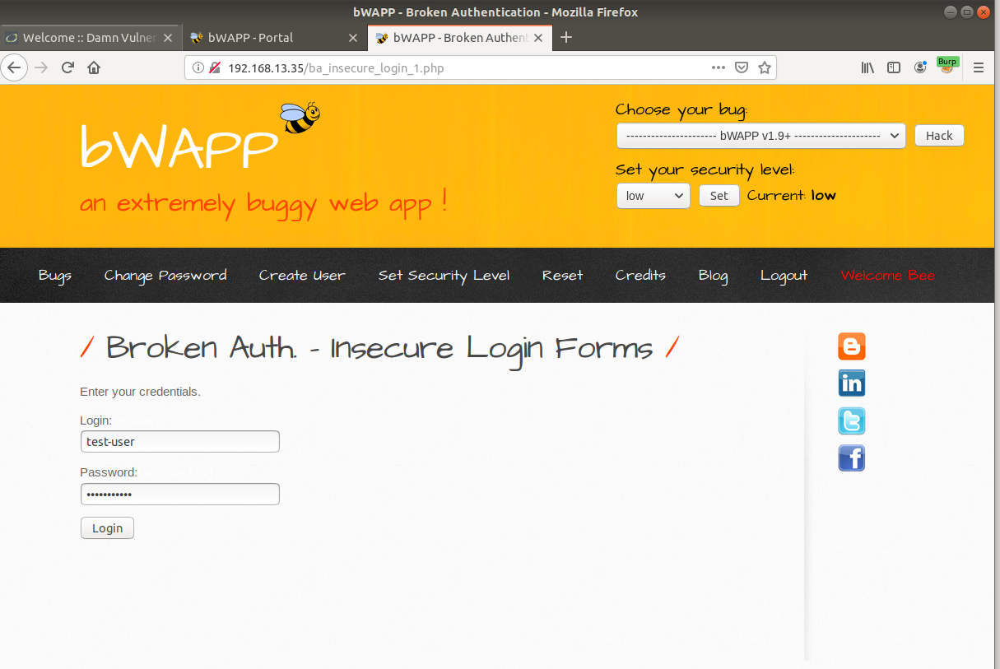 bWAPP - Broken Authentication - Mozilla Firefox
Welcome :: Damn Vulner
bWAPP - Portal
bWAPP - Broken Authent
192.168.13.35/ba_insecure_login_1.php
Burp
bWAPP
an extremely buggy web app !
Choose your bug:
---------------------- bWAPP v1.9+ ---------------------
Hack
Set your security level:
low
Set
Current: low
Bugs Change Password Create User Set Security Level Reset Credits Blog Logout Welcome Bee
/ Broken Auth. - Insecure Login Forms /
Enter your credentials.
Login:
test-user
Password:
•••••••••••
Login